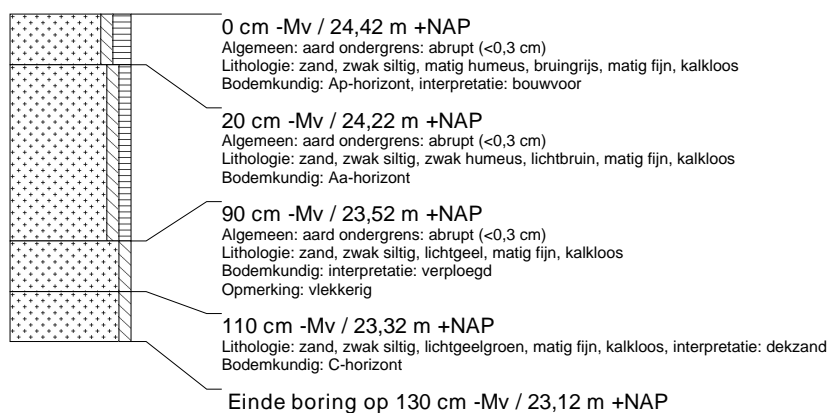 0 cm -Mv / 24,42 m +NAP
Algemeen: aard ondergrens: abrupt (<0,3 cm)
Lithologie: zand, zwak siltig, matig humeus, bruingrijs, matig fijn, kalkloos
Bodemkundig: Ap-horizont, interpretatie: bouwvoor
20 cm -Mv / 24,22 m +NAP
Algemeen: aard ondergrens: abrupt (<0,3 cm)
Lithologie: zand, zwak siltig, zwak humeus, lichtbruin, matig fijn, kalkloos
Bodemkundig: Aa-horizont
90 cm -Mv / 23,52 m +NAP
Algemeen: aard ondergrens: abrupt (<0,3 cm)
Lithologie: zand, zwak siltig, lichtgeel, matig fijn, kalkloos
Bodemkundig: interpretatie: verploegd
Opmerking: vlekkerig
110 cm -Mv / 23,32 m +NAP
Lithologie: zand, zwak siltig, lichtgeelgroen, matig fijn, kalkloos, interpretatie: dekzand
Bodemkundig: C-horizont
Einde boring op 130 cm -Mv / 23,12 m +NAP